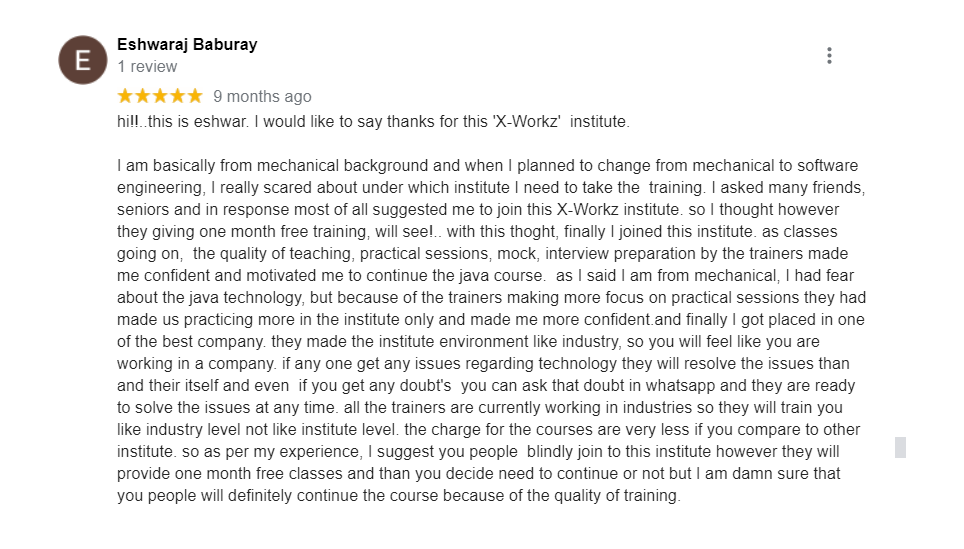 E
Eshwaraj Baburay
1 review
9 months ago
hi!!..this is eshwar. I would like to say thanks for this 'X-Workz'  institute.
I am basically from mechanical background and when I planned to change from mechanical to software
engineering, I really scared about under which institute I need to take the  training. I asked many friends,
seniors and in response most of all suggested me to join this X-Workz institute. so I thought however
they giving one month free training, will see!.. with this thoght, finally I joined this institute. as classes
going on,  the quality of teaching, practical sessions, mock, interview preparation by the trainers made
me confident and motivated me to continue the java course.  as I said I am from mechanical, I had fear
about the java technology, but because of the trainers making more focus on practical sessions they had
made us practicing more in the institute only and made me more confident.and finally I got placed in one
of the best company. they made the institute environment like industry, so you will feel like you are
working in a company. if any one get any issues regarding technology they will resolve the issues than
and their itself and even  if you get any doubt's  you can ask that doubt in whatsapp and they are ready
to solve the issues at any time. all the trainers are currently working in industries so they will train you
like industry level not like institute level. the charge for the courses are very less if you compare to other
institute. so as per my experience, I suggest you people  blindly join to this institute however they will
provide one month free classes and than you decide need to continue or not but I am damn sure that
you people will definitely continue the course because of the quality of training.